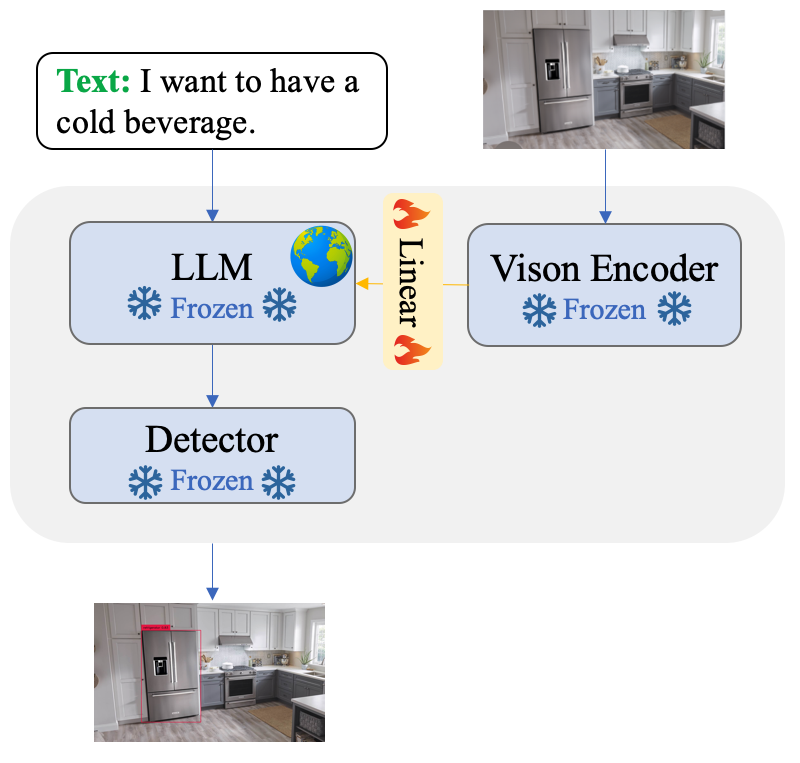 Text: I want to have a
cold beverage.
LLM
Frozen
Linear
Vison Encoder
Frozen
Detector
Frozen